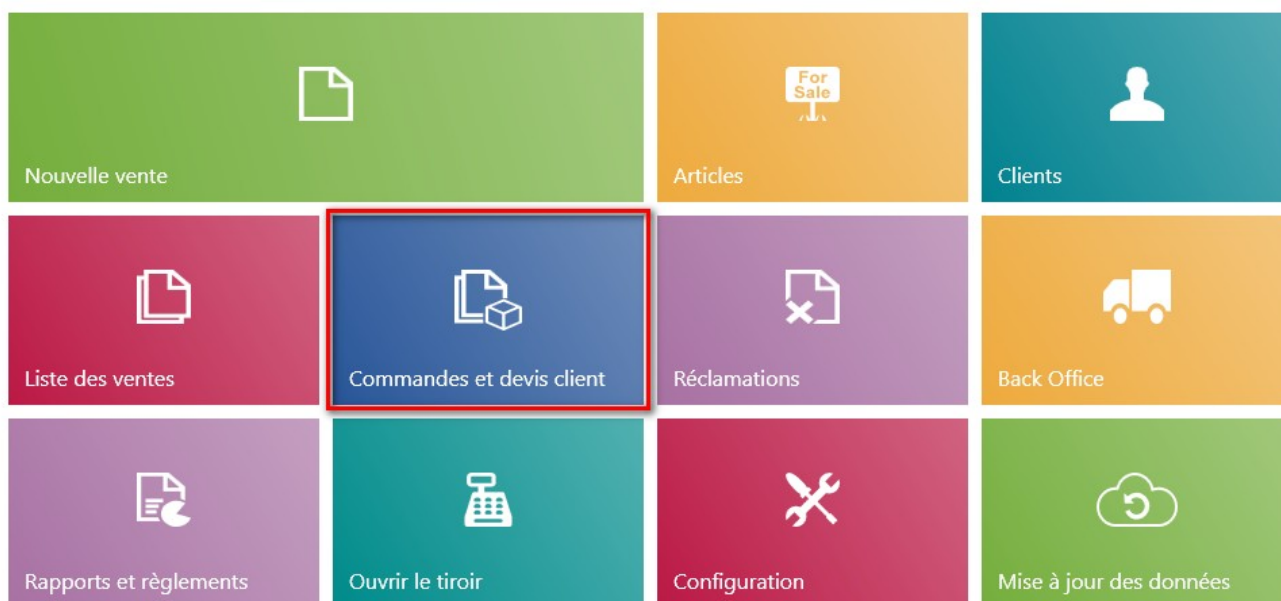 Nouvelle vente
For
Sale
Articles
Clients
Liste des ventes
Commandes et devis client
Réclamations
Back Office
Rapports et règlements
Ouvrir le tiroir
Configuration
Mise à jour des données